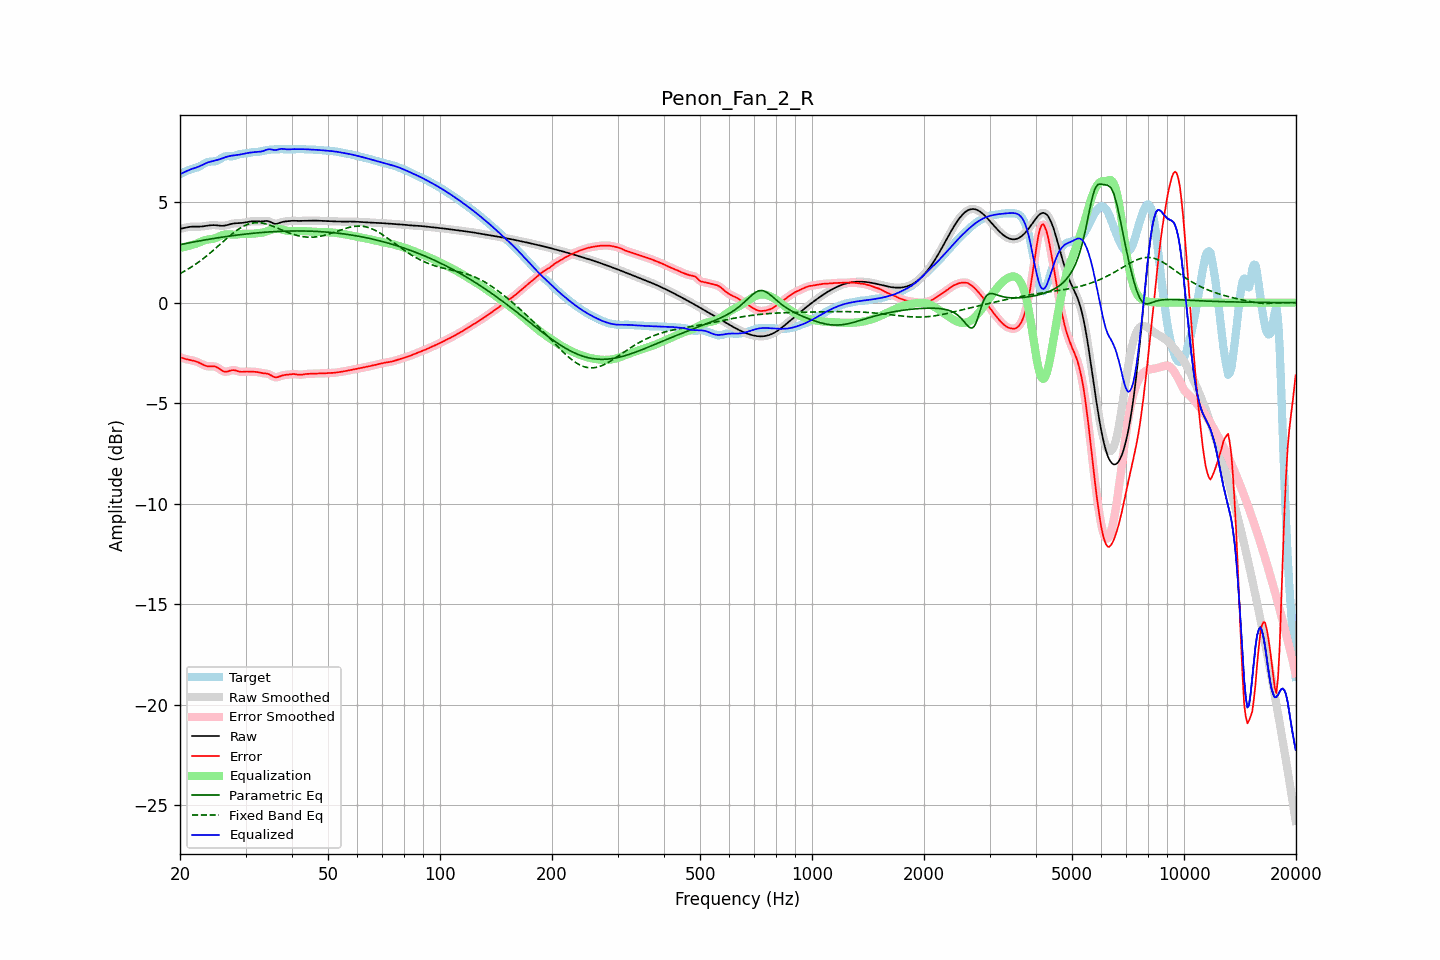 Penon_Fan_2_R
Amplitude (dBr)
5
0
−5
−10
−15
−20
−25
Target
Raw Smoothed
Error Smoothed
Raw
Error
Equalization
Parametric Eq
Fixed Band Eq
Equalized
20 50 100 200 500 1000 2000 5000 10000 20000
Frequency (Hz)